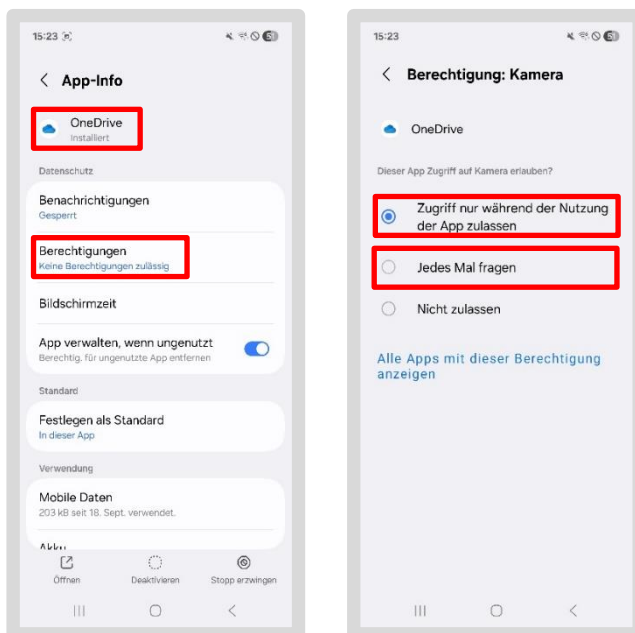 15:23
App-Info
OneDrive
Installiert
Datenschutz
Benachrichtigungen
Gesperrt
Berechtigungen
Keine Berechtigungen zulässig
Bildschirmzeit
App verwalten, wenn ungenutzt
Berechtig. für ungenutzte App entfernen
Standard
Festlegen als Standard
In dieser App
Verwendung
Mobile Daten
203 kB seit 18. Sept. verwendet.
Akku
Öffnen Deaktivieren Stopp erzwingen
15:23
Berechtigung: Kamera
OneDrive
Dieser App Zugriff auf Kamera erlauben?
Zugriff nur während der Nutzung
der App zulassen
Jedes Mal fragen
Nicht zulassen
Alle Apps mit dieser Berechtigung
anzeigen